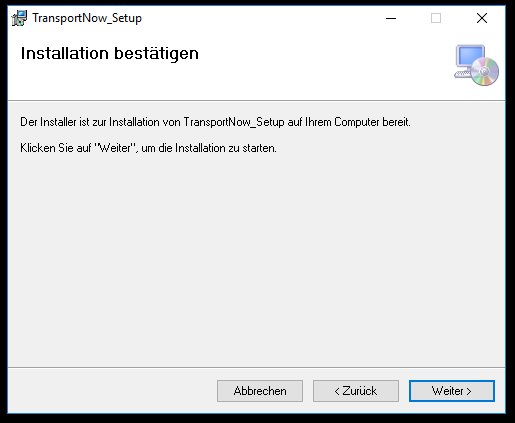 TransportNow_Setup
Installation bestätigen
Der Installer ist zur Installation von TransportNow_Setup auf Ihrem Computer bereit.
Klicken Sie auf "Weiter", um die Installation zu starten.
Abbrechen < Zurück Weiter >